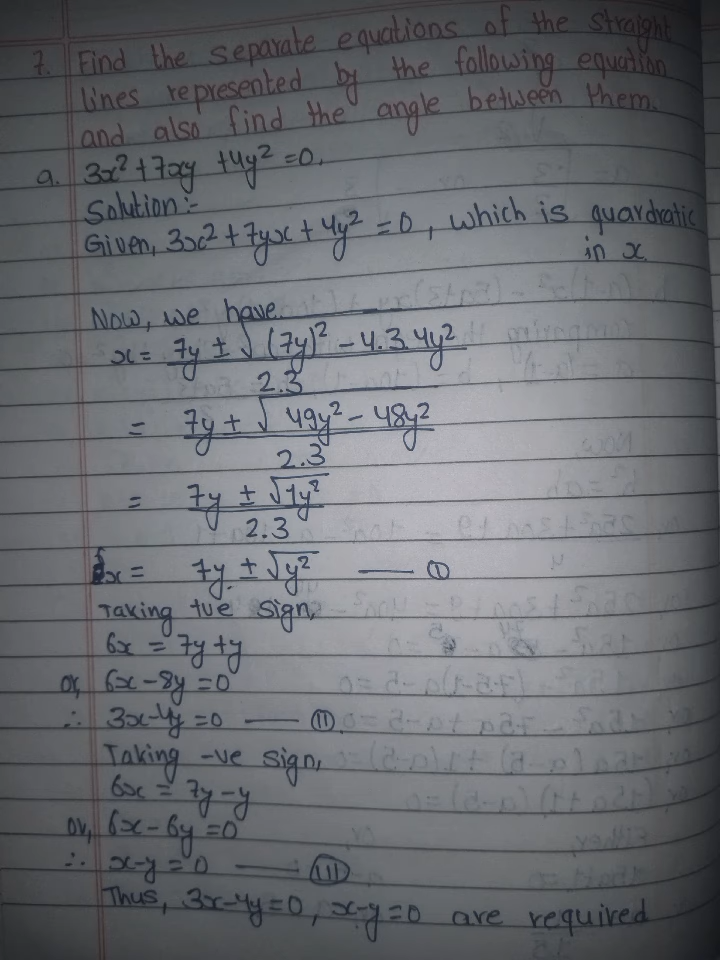 7. Find the separate equations of the straight
lines represented by the following equation
and also find the angle between them.
a. 3x² + 7xy + 4y² = 0.
Solution:-
Given, 3x² + 7yx + 4y² = 0, which is quardratic
in x
Now, we have
x = 7y ± √(7y)² - 4.3.4y² / 2.3
= 7y ± √49y² - 48y² / 2.3
= 7y ± √1y² / 2.3
6x = 7y ± √y² —— (I)
Taking +ve sign,
6x = 7y + y
or, 6x - 8y = 0
∴ 3x - 4y = 0 —— (II)
Taking -ve sign,
6x = 7y - y
or, 6x - 6y = 0
∴ x - y = 0 —— (III)
Thus, 3x - 4y = 0, x - y = 0 are required